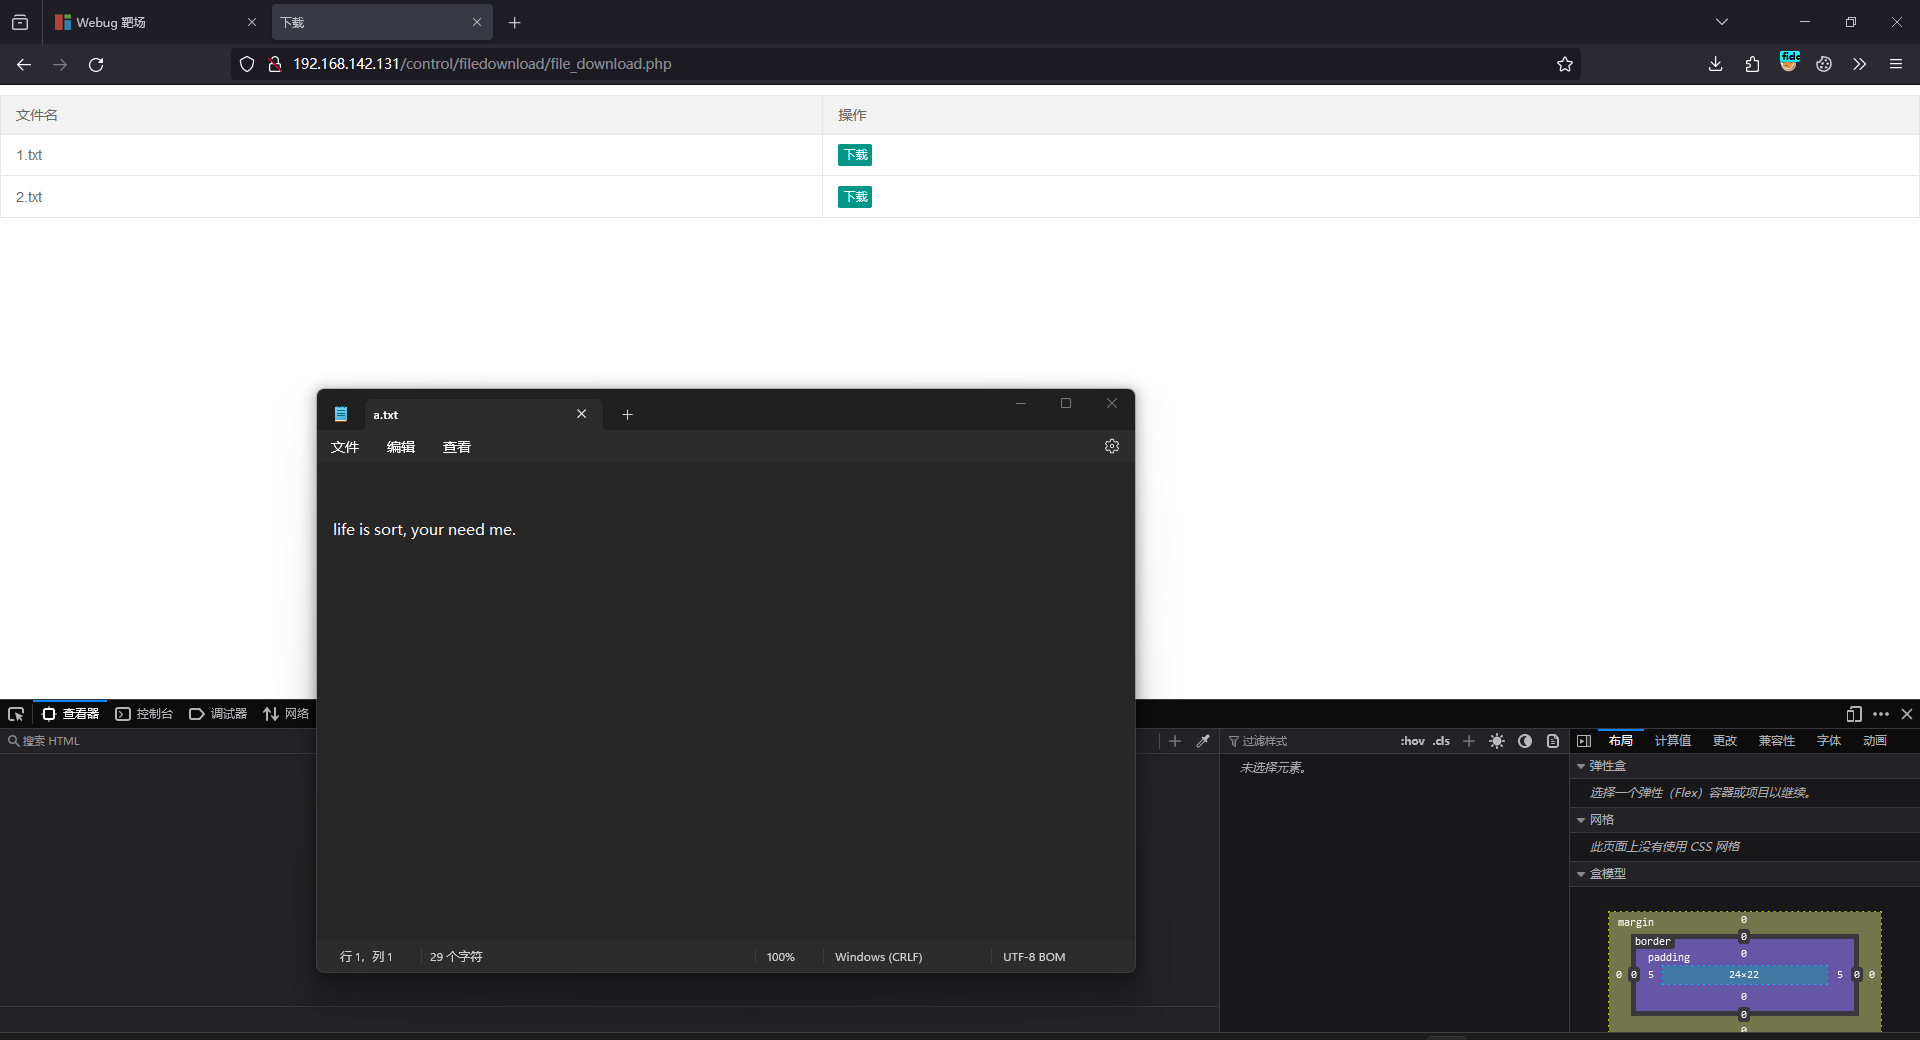 Webug 靶场
下载
192.168.142.131/control/filedownload/file_download.php
文件名
操作
1.txt
下载
2.txt
下载
a.txt
文件
编辑
查看
life is sort, your need me.
行 1, 列 1
29 个字符
100%
Windows (CRLF)
UTF-8 BOM
查看器
控制台
调试器
网络
搜索 HTML
过滤样式
:hov
.cls
未选择元素。
布局
计算值
更改
兼容性
字体
动画
弹性盒
选择一个弹性（Flex）容器或项目以继续。
网格
此页面上没有使用 CSS 网格
盒模型
margin
0
border
0
padding
0
0
0
5
24×22
5
0
0
0
0
0